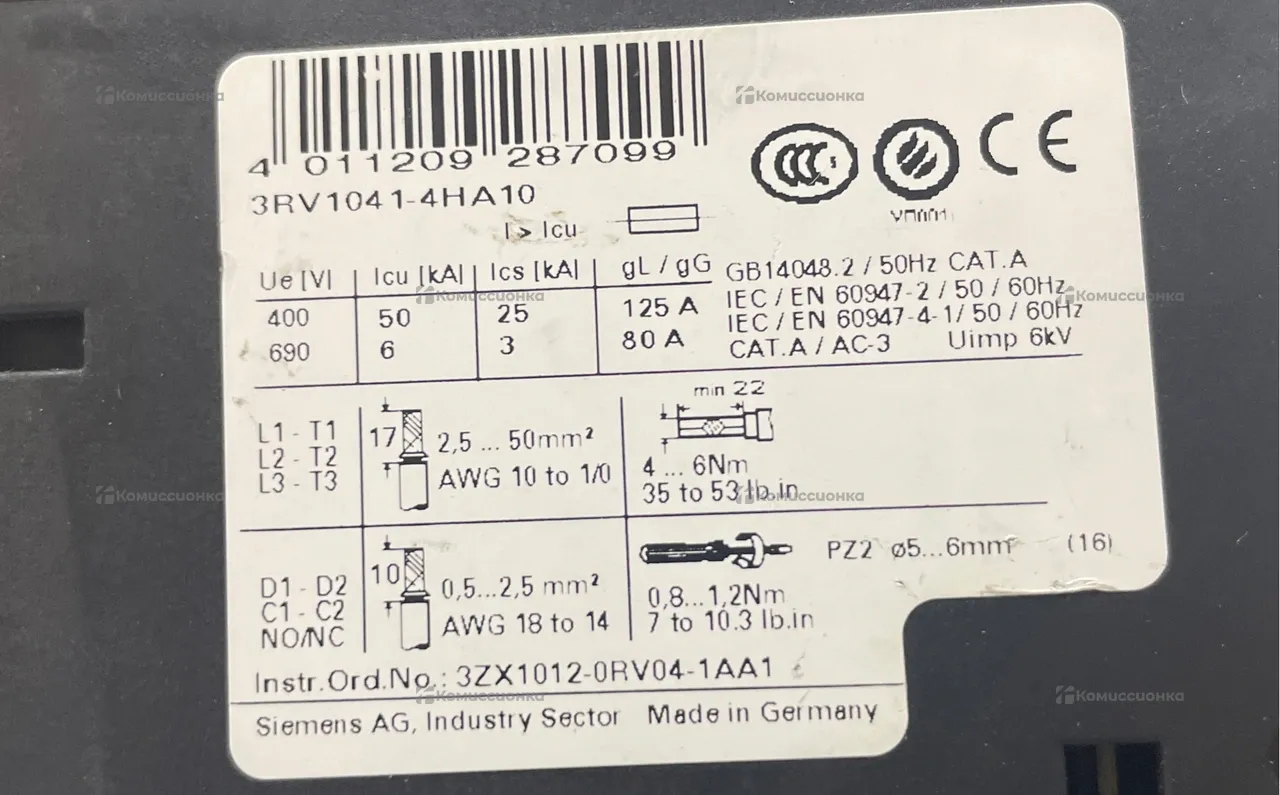 4 011209 287099
3RV1041-4HA10
I > Icu
Ue [V] Icu [kA] Ics [kA] gL / gG
400 50 25 125 A
690 6 3 80 A
GB14048.2 / 50Hz CAT.A
IEC / EN 60947-2 / 50 / 60Hz
IEC / EN 60947-4-1/ 50 / 60Hz
CAT.A / AC-3 Uimp 6kV
L1 - T1
L2 - T2
L3 - T3
17
2,5 ... 50mm²
AWG 10 to 1/0
min 22
4 ... 6Nm
35 to 53 lb.in
D1 - D2
C1 - C2
NO/NC
10
0,5...2,5 mm²
AWG 18 to 14
PZ2 ø5...6mm (16)
0,8...1,2Nm
7 to 10.3 lb.in
Instr.Ord.No.: 3ZX1012-0RV04-1AA1
Siemens AG, Industry Sector Made in Germany
CCC
CE
Комиссионка
Комиссионка
Комиссионка
Комиссионка
Комиссионка
Комиссионка
Комиссионка
Комиссионка